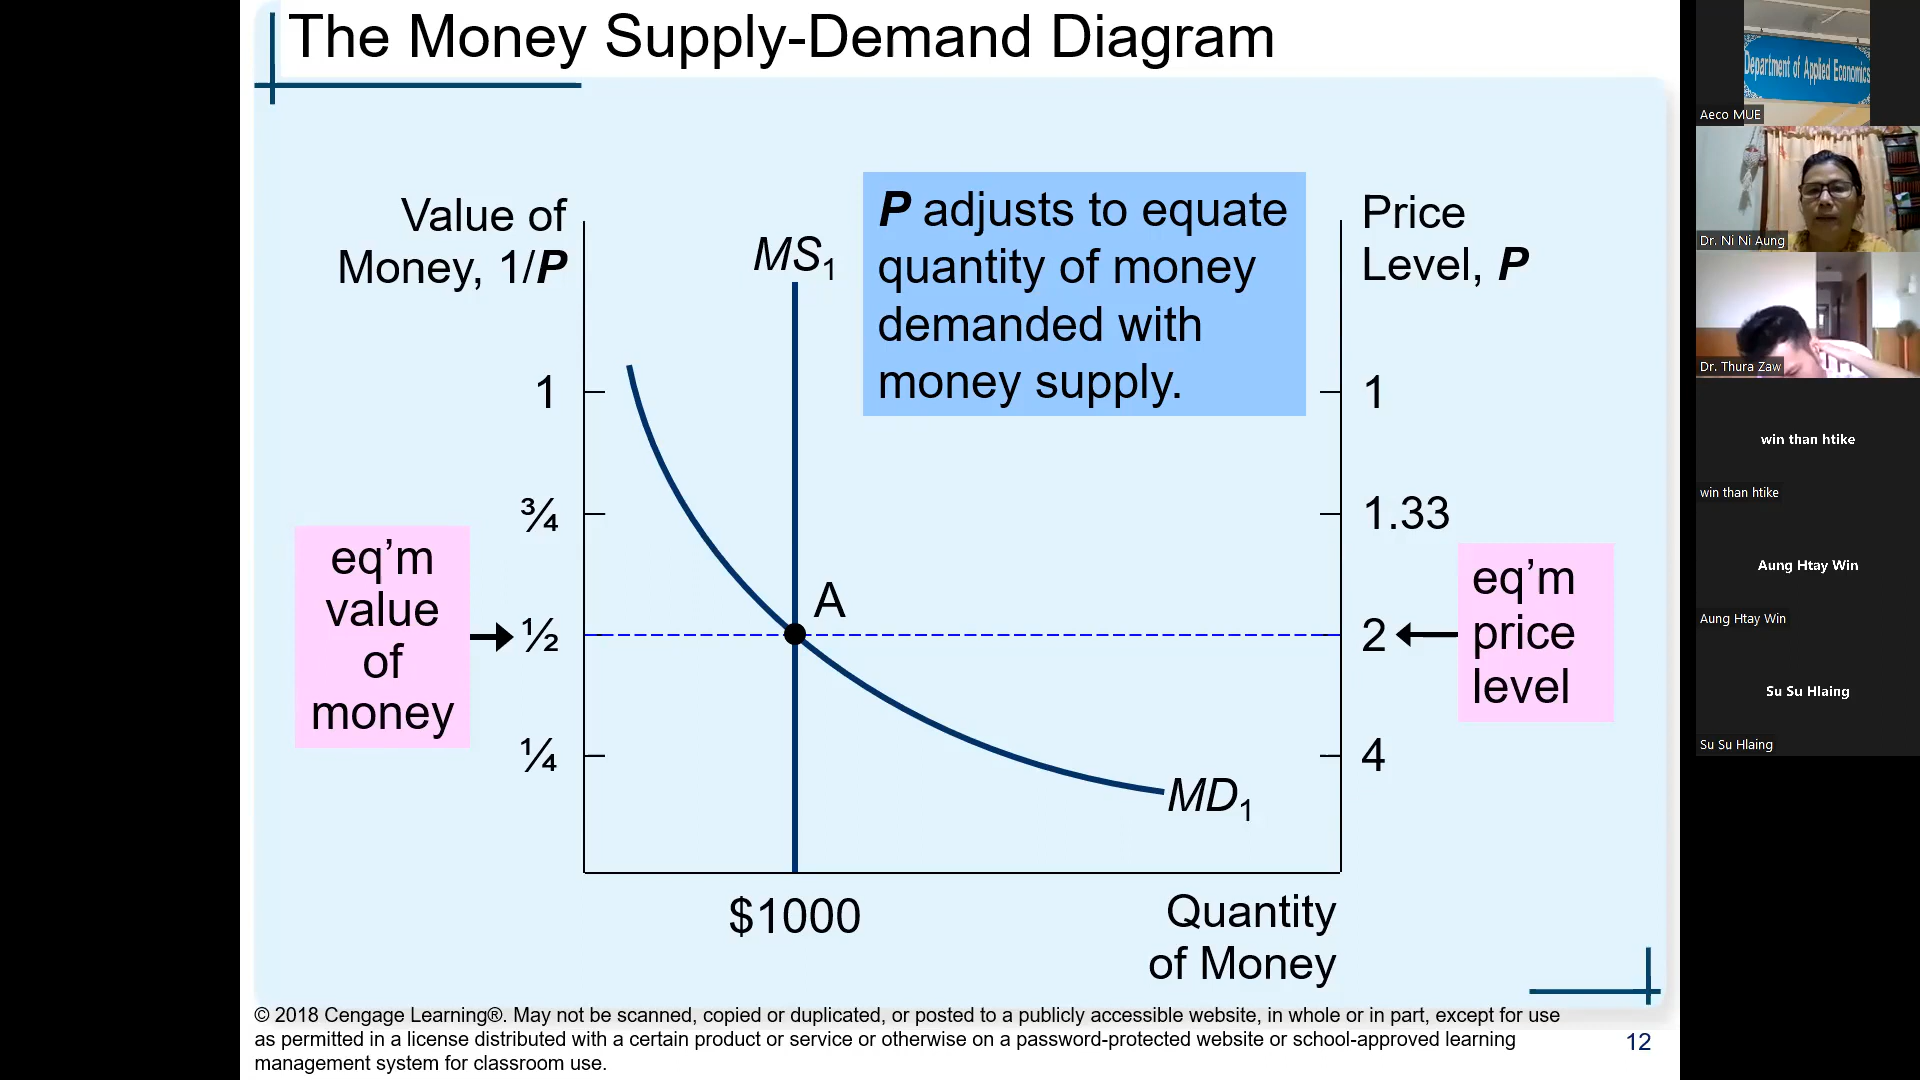 The Money Supply-Demand Diagram
Value of
Money, 1/P
MS1
P adjusts to equate
quantity of money
demanded with
money supply.
Price
Level, P
1
¾
½
¼
1
1.33
2
4
eq’m
value
of
money
A
eq’m
price
level
MD1
$1000
Quantity
of Money
© 2018 Cengage Learning®. May not be scanned, copied or duplicated, or posted to a publicly accessible website, in whole or in part, except for use
as permitted in a license distributed with a certain product or service or otherwise on a password-protected website or school-approved learning
management system for classroom use.
12
Department of Applied Economics
Aeco MUE
Dr. Ni Ni Aung
Dr. Thura Zaw
win than htike
win than htike
Aung Htay Win
Aung Htay Win
Su Su Hlaing
Su Su Hlaing